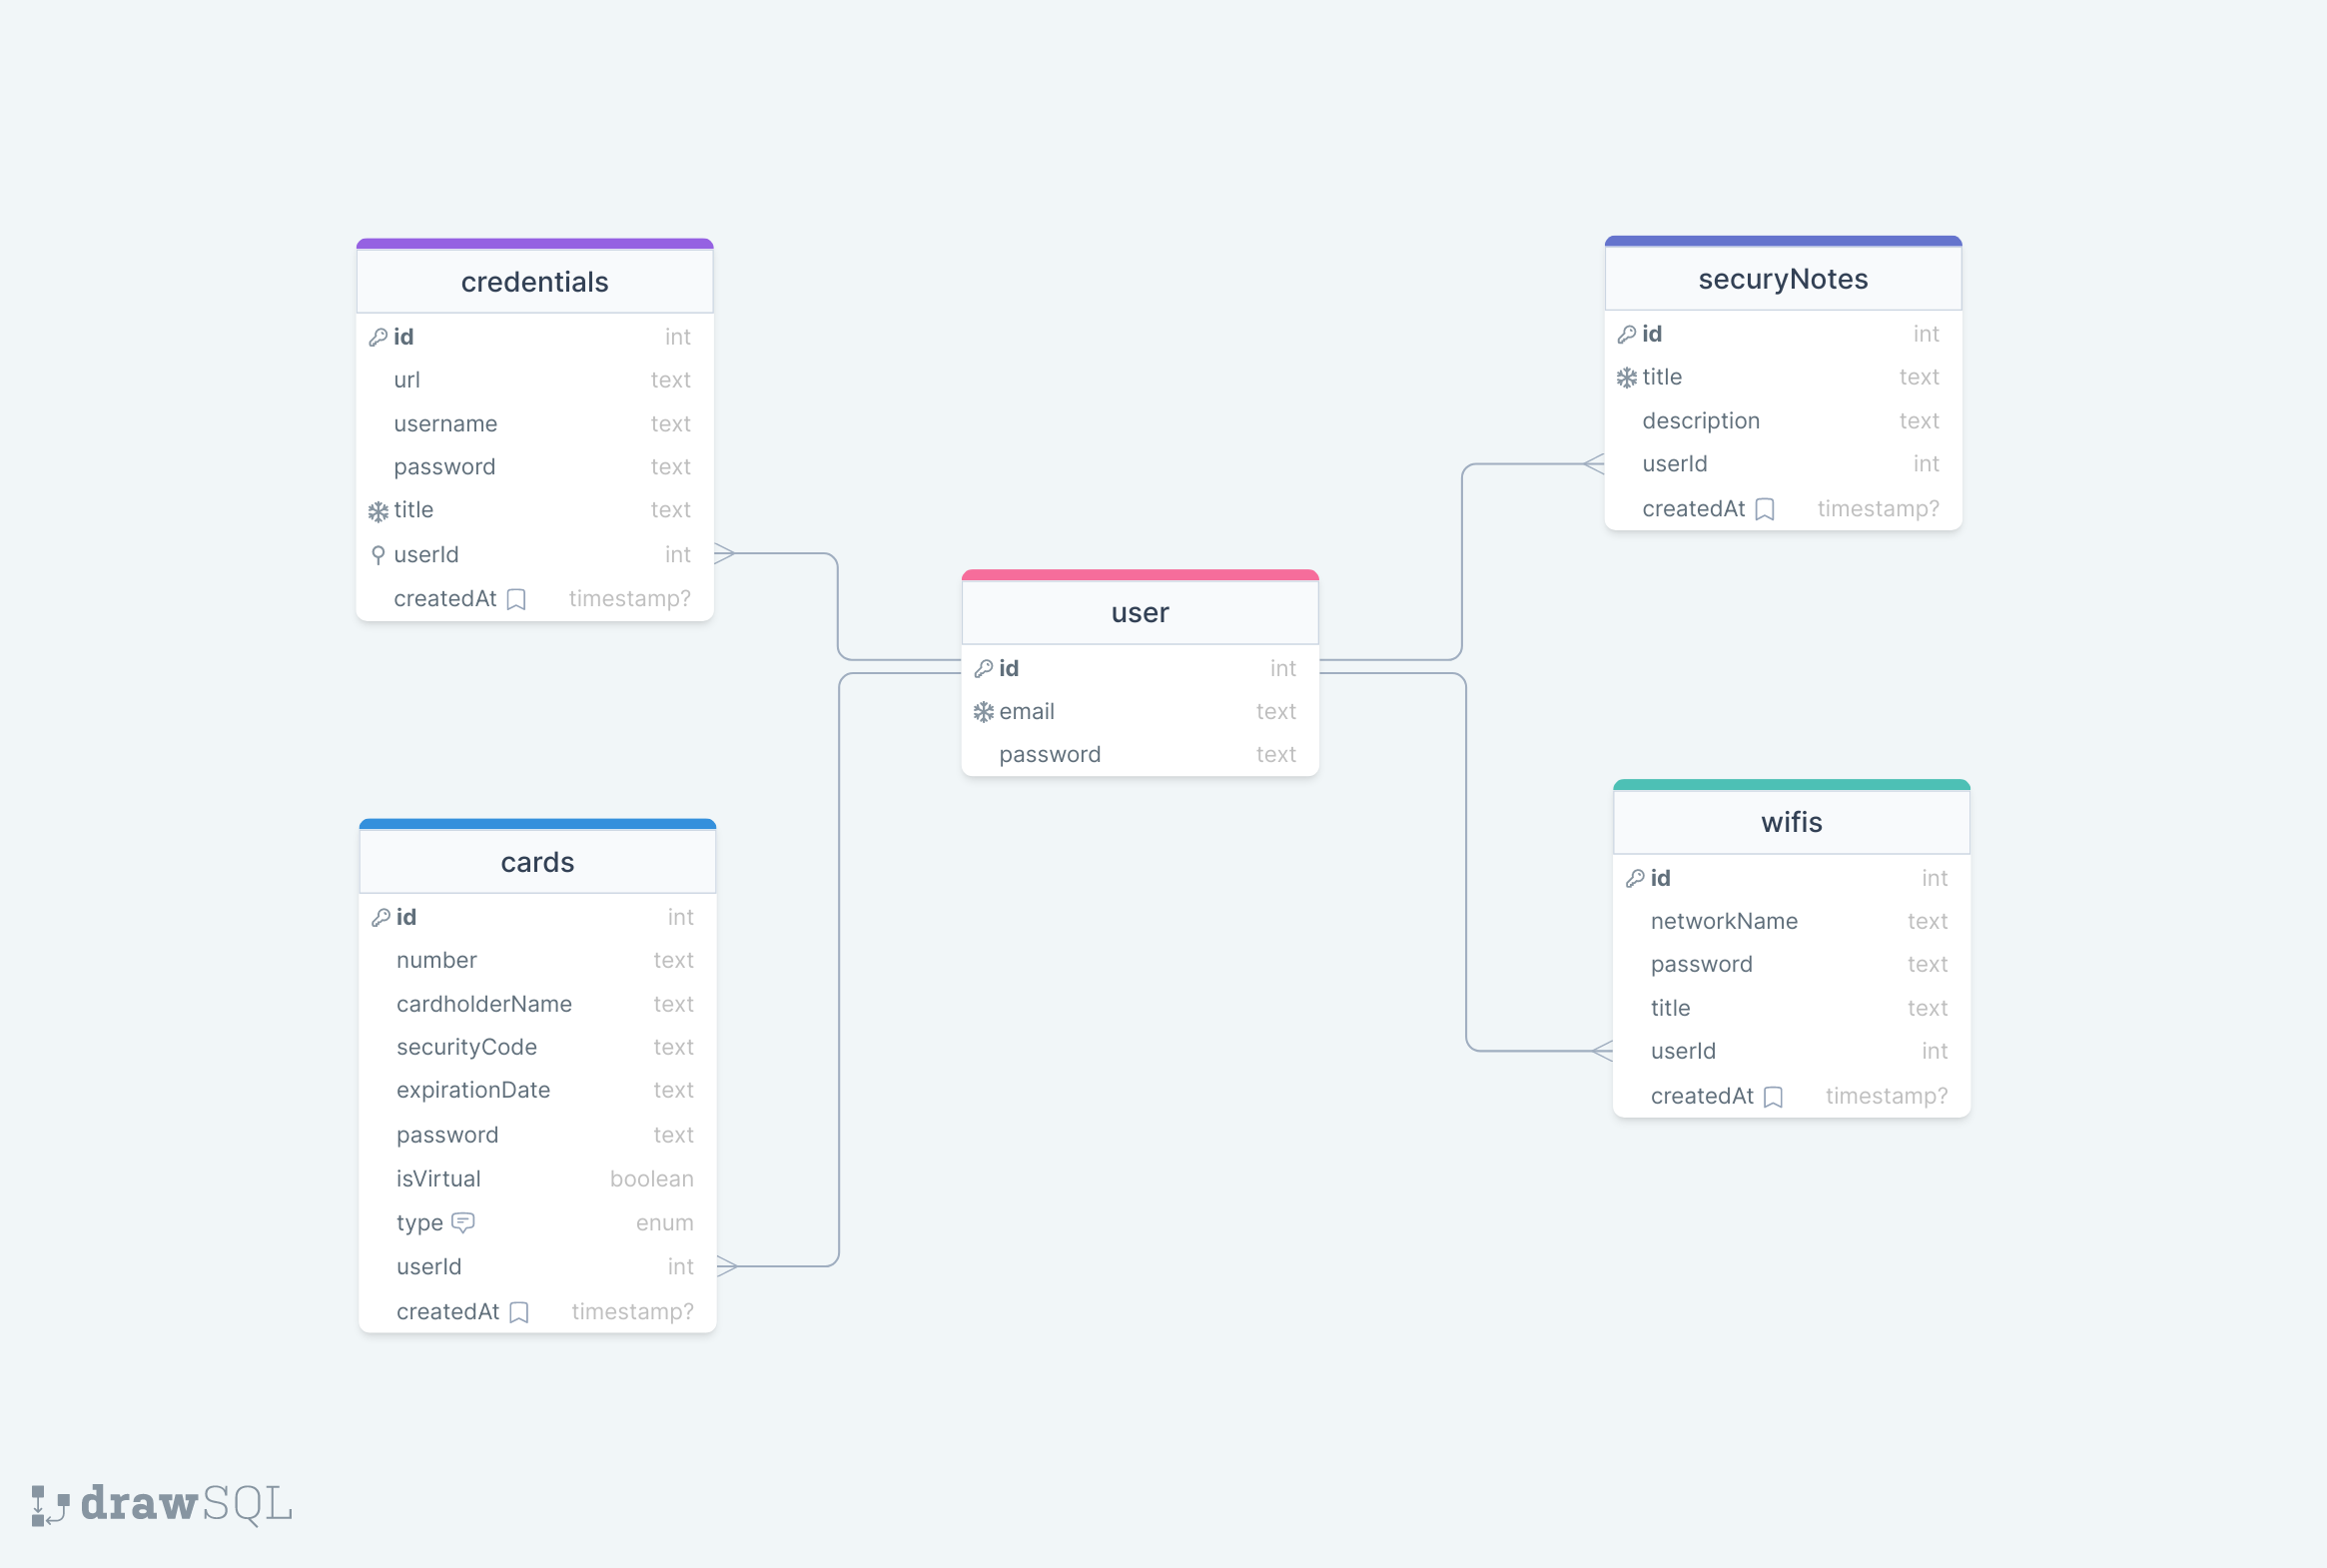 credentials
id int
url text
username text
password text
title text
userId int
createdAt timestamp?
securyNotes
id int
title text
description text
userId int
createdAt timestamp?
user
id int
email text
password text
cards
id int
number text
cardholderName text
securityCode text
expirationDate text
password text
isVirtual boolean
type enum
userId int
createdAt timestamp?
wifis
id int
networkName text
password text
title text
userId int
createdAt timestamp?
drawSQL